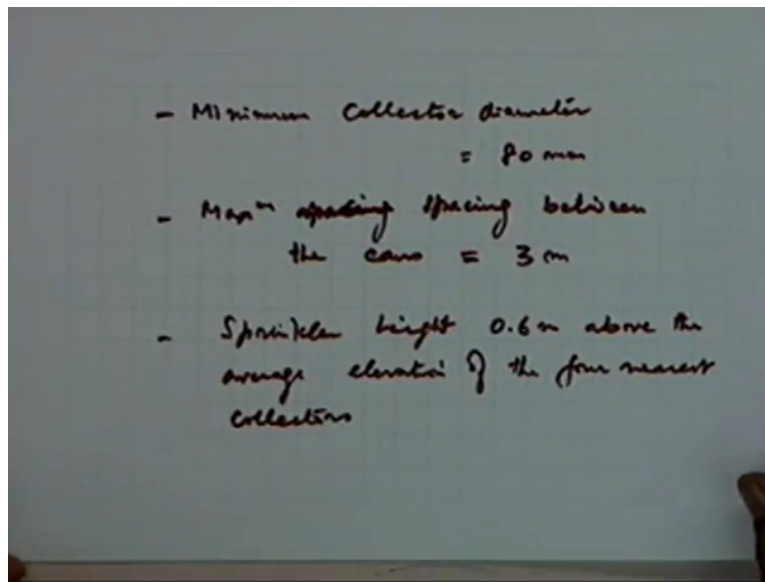 - Minimum Collector diameter
= 80 mm
- Max^m spacing spacing between
the cans = 3 m
- Sprinkler height 0.6 m above the
average elevation of the four nearest
collectors